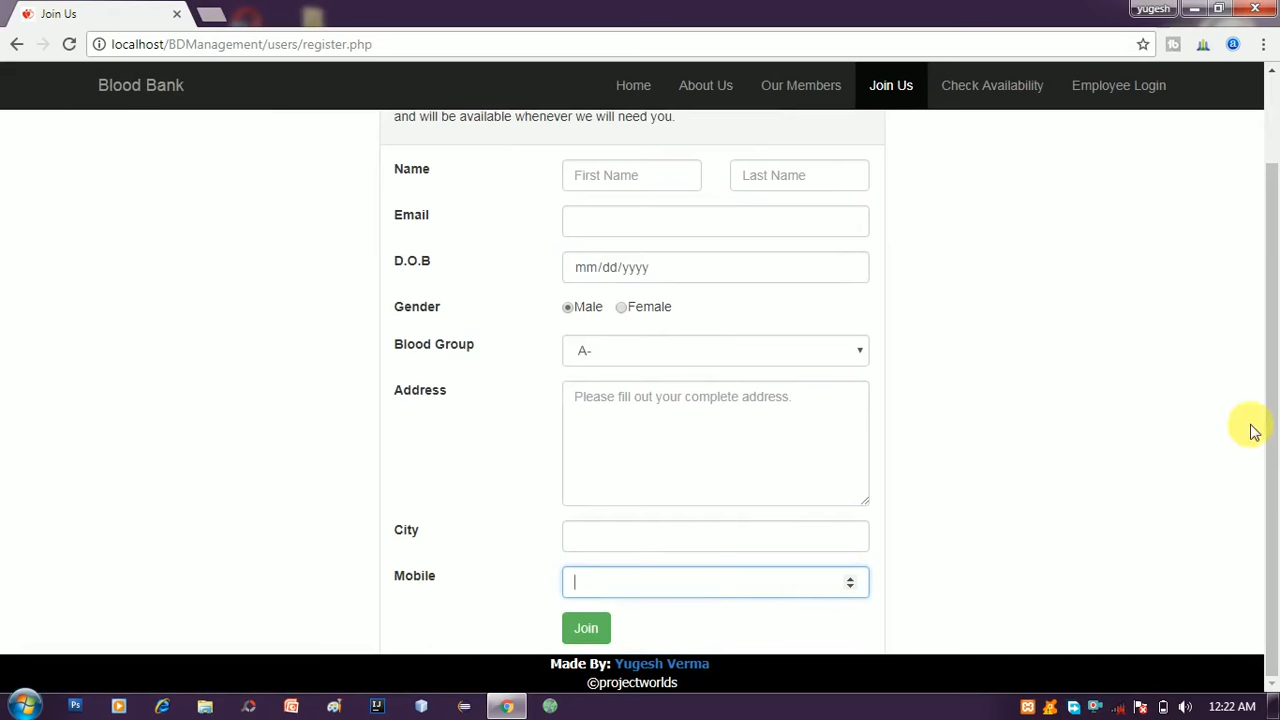 Join Us
yugesh
localhost/BDManagement/users/register.php
Blood Bank
Home
About Us
Our Members
Join Us
Check Availability
Employee Login
and will be available whenever we will need you.
Name
First Name
Last Name
Email
D.O.B
mm/dd/yyyy
Gender
Male
Female
Blood Group
A-
Address
Please fill out your complete address.
City
Mobile
Join
Made By: Yugesh Verma
©projectworlds
12:22 AM